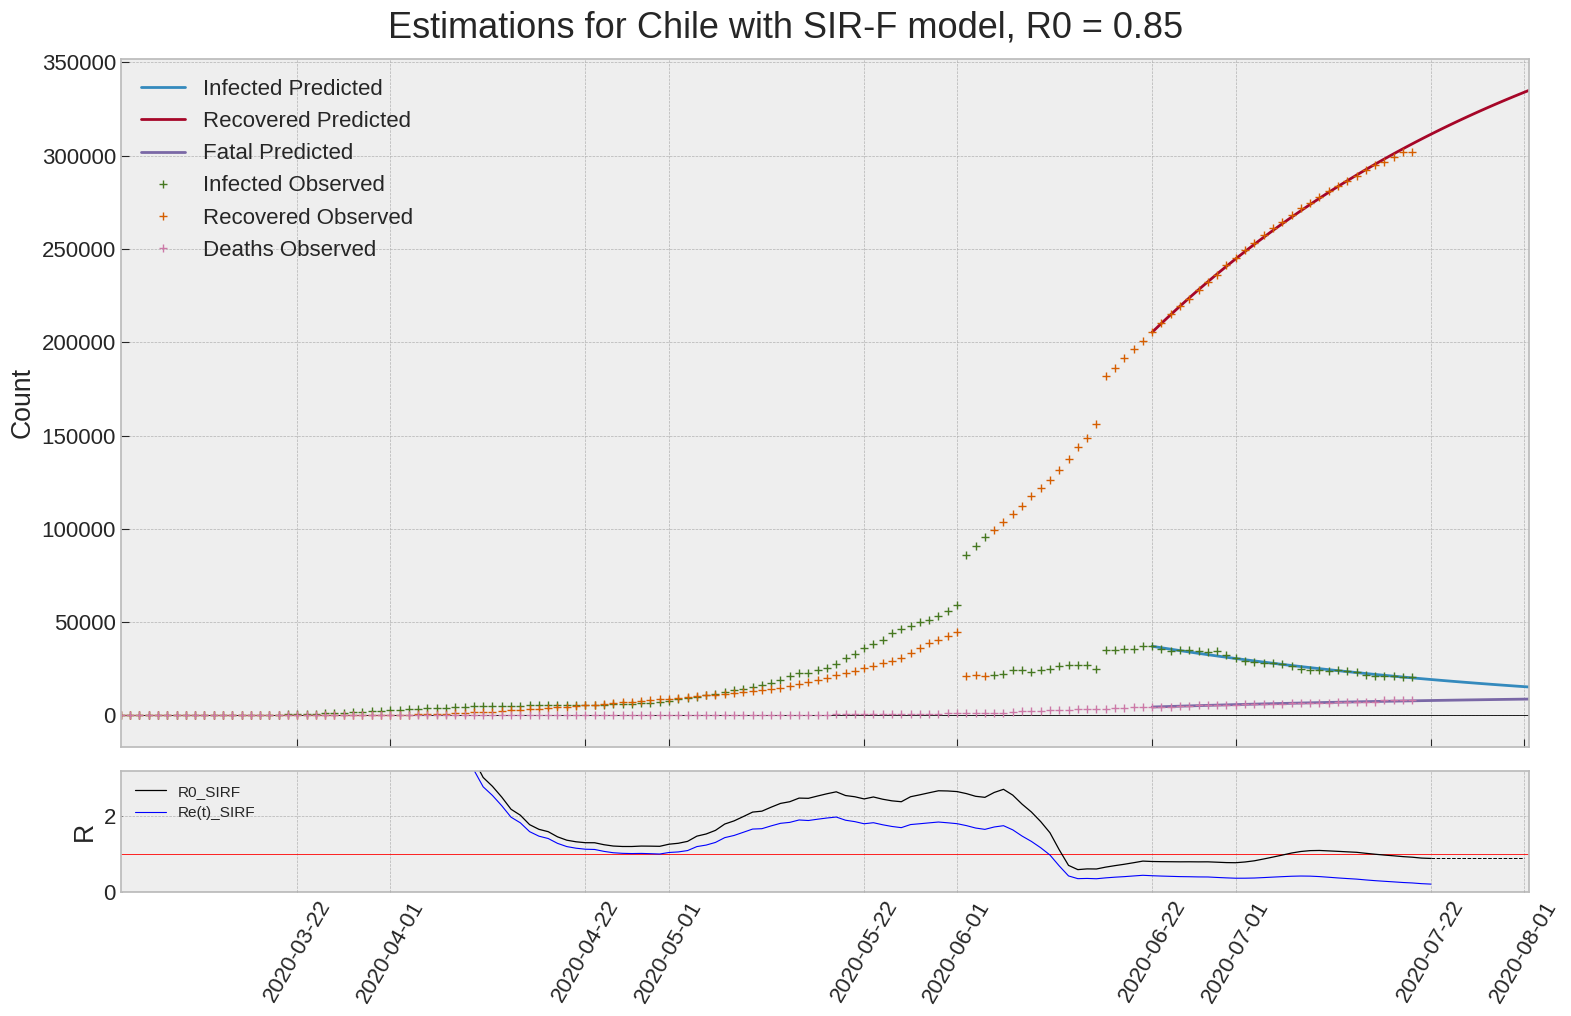 Estimations for Chile with SIR-F model, R0 = 0.85
350000
300000
250000
200000
150000
100000
50000
0
Count
Infected Predicted
Recovered Predicted
Fatal Predicted
Infected Observed
Recovered Observed
Deaths Observed
R0_SIRF
Re(t)_SIRF
2
0
R
2020-03-22
2020-04-01
2020-04-22
2020-05-01
2020-05-22
2020-06-01
2020-06-22
2020-07-01
2020-07-22
2020-08-01